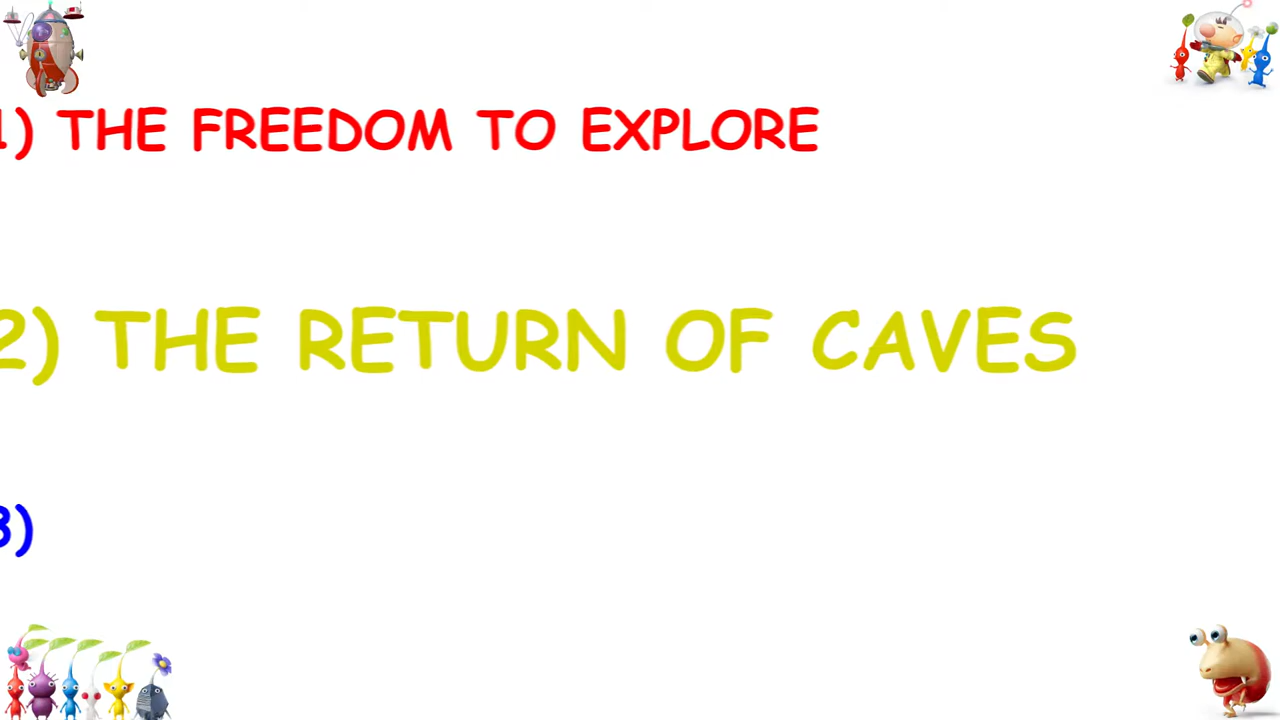 1) THE FREEDOM TO EXPLORE
2) THE RETURN OF CAVES
3)